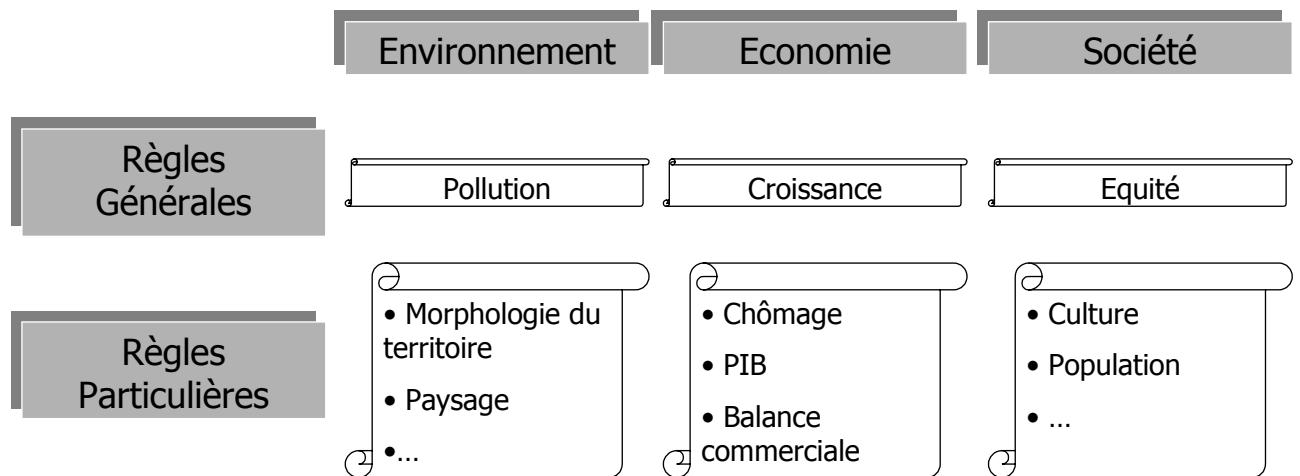 Environnement
Economie
Société
Règles
Générales
Pollution
Croissance
Equité
Règles
Particulières
• Morphologie du
territoire
• Paysage
•...
• Chômage
• PIB
• Balance
commerciale
• Culture
• Population
• ...